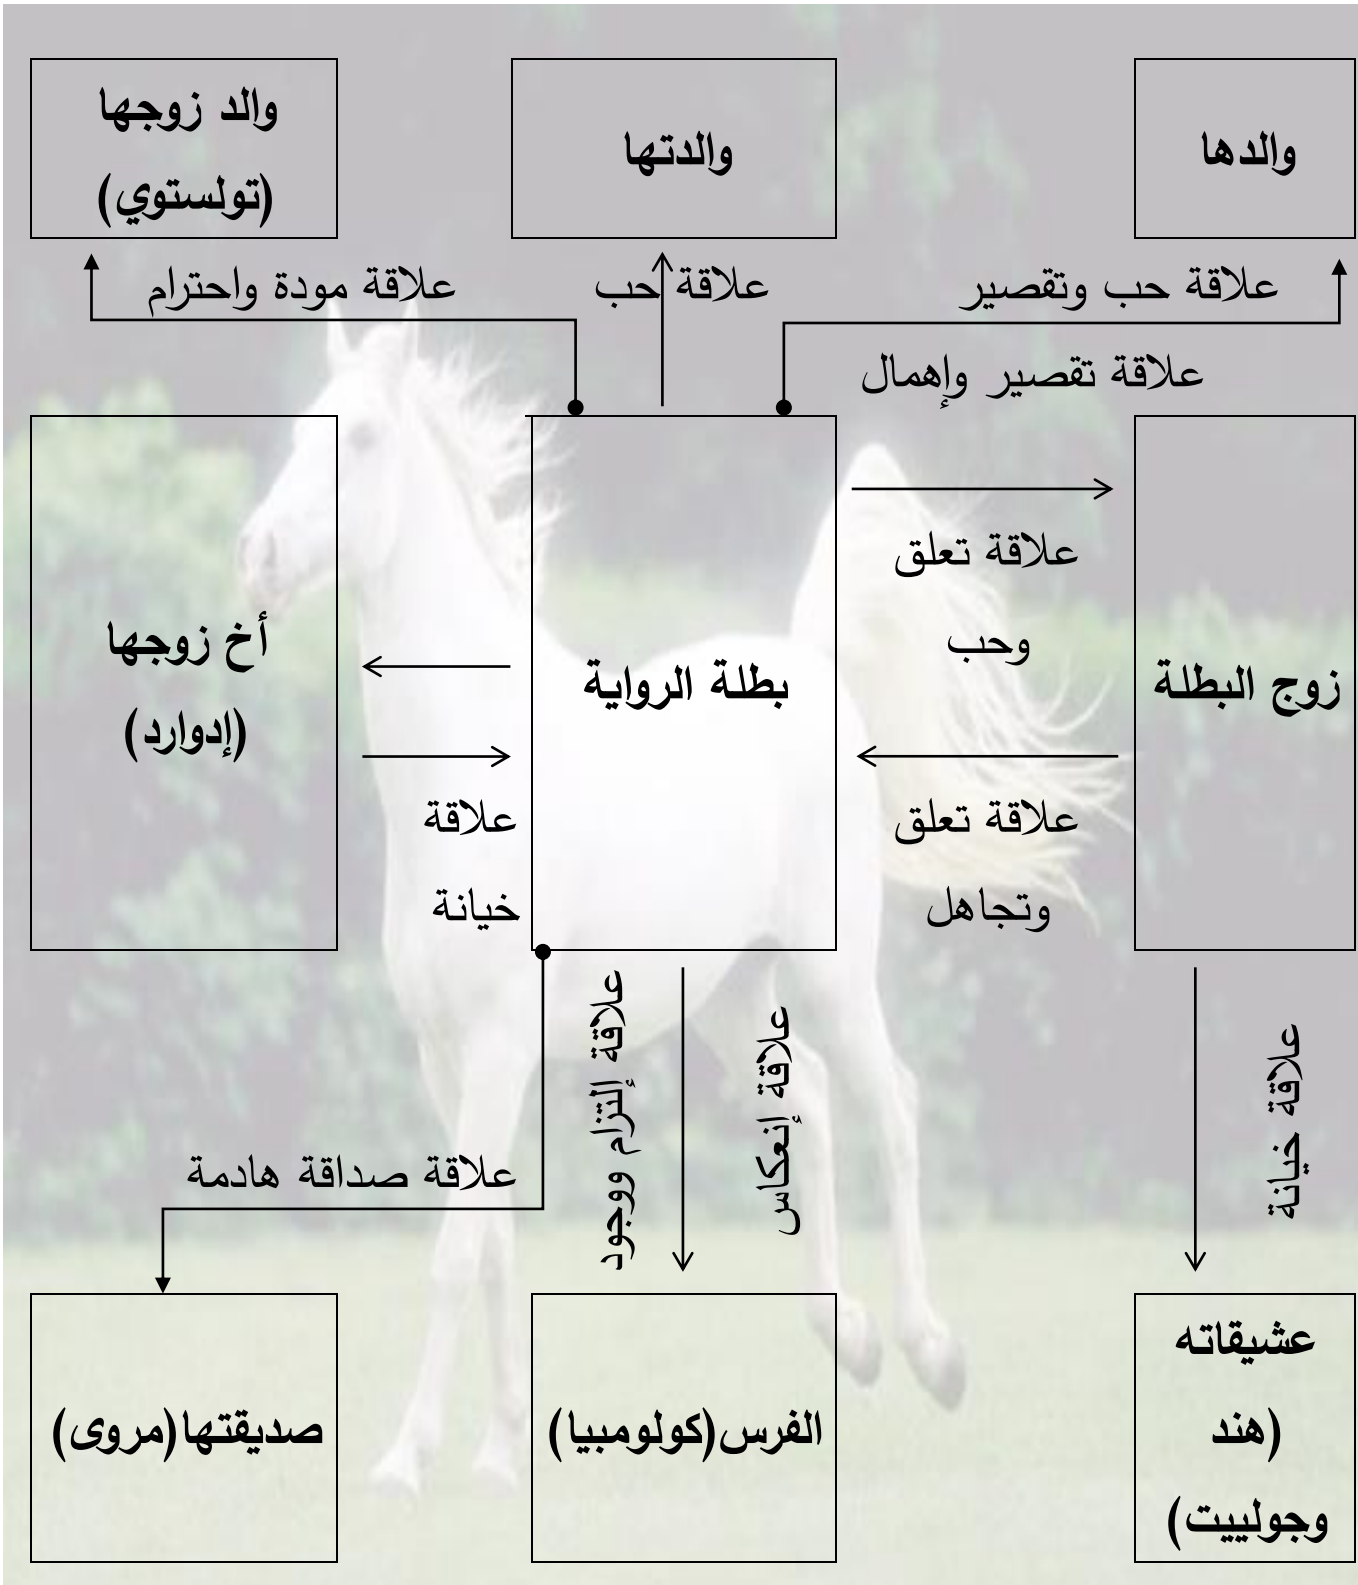 والدها
والدتها
والد زوجها
(تولستوي)
علاقة حب وتقصير
علاقة حب
علاقة مودة واحترام
علاقة تقصير وإهمال
زوج البطلة
علاقة تعلق
وحب
علاقة تعلق
وتجاهل
بطلة الرواية
علاقة
خيانة
أخ زوجها
(إدوارد)
علاقة خيانة
علاقة إنعكاس
علاقة إلتزام ووجود
علاقة صداقة هادمة
عشيقاته
(هند
وجولييت)
الفرس(كولومبيا)
صديقتها(مروى)